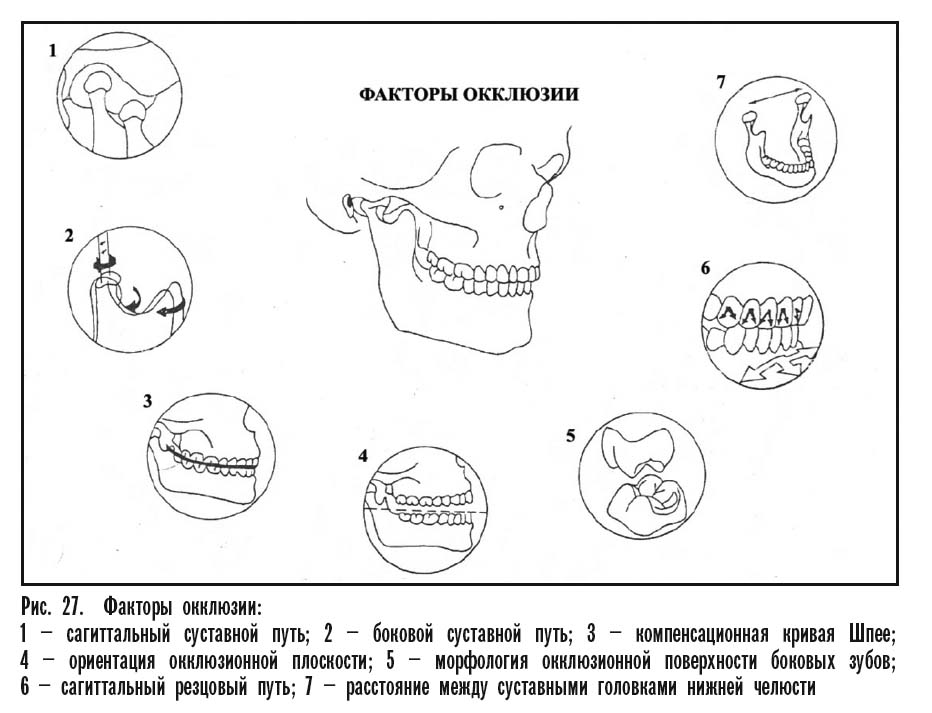 ФАКТОРЫ ОККЛЮЗИИ
1
2
3
4
5
6
7
Рис. 27. Факторы окклюзии:
1 – сагиттальный суставной путь; 2 – боковой суставной путь; 3 – компенсационная кривая Шпее;
4 – ориентация окклюзионной плоскости; 5 – морфология окклюзионной поверхности боковых зубов;
6 – сагиттальный резцовый путь; 7 – расстояние между суставными головками нижней челюсти